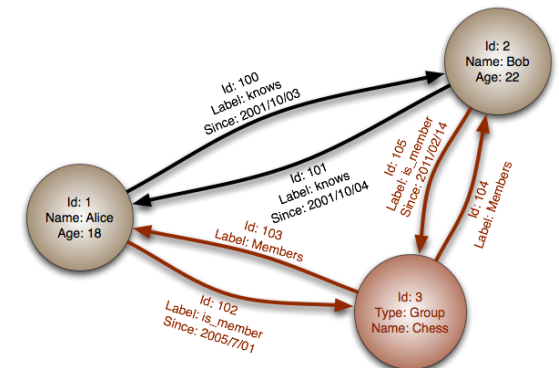 Id: 2
Name: Bob
Age: 22
Id: 100
Label: knows
Since: 2001/10/03
Id: 101
Label: knows
Since: 2001/10/04
Id: 105
Label: is_member
Since: 2011/02/14
Id: 104
Label: Members
Id: 1
Name: Alice
Age: 18
Id: 103
Label: Members
Id: 102
Label: is_member
Since: 2005/7/01
Id: 3
Type: Group
Name: Chess